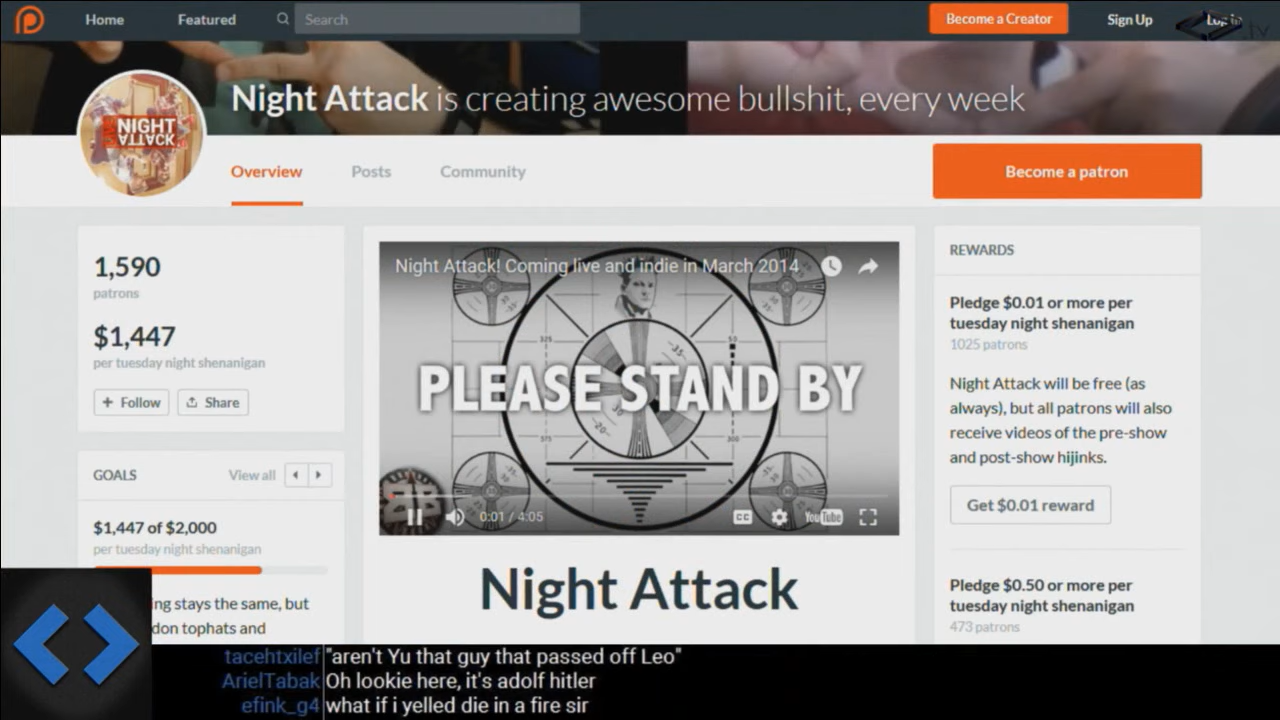 Home
Featured
Search
Become a Creator
Sign Up
Log in
.tv
Night Attack is creating awesome bullshit, every week
NIGHT
ATTACK
Overview
Posts
Community
Become a patron
1,590
patrons
$1,447
per tuesday night shenanigan
+ Follow
Share
GOALS
View all
$1,447 of $2,000
per tuesday night shenanigan
ing stays the same, but
don tophats and
Night Attack! Coming live and indie in March 2014
PLEASE STAND BY
0:01 / 4:05
CC
YouTube
Night Attack
REWARDS
Pledge $0.01 or more per
tuesday night shenanigan
1025 patrons
Night Attack will be free (as
always), but all patrons will also
receive videos of the pre-show
and post-show hijinks.
Get $0.01 reward
Pledge $0.50 or more per
tuesday night shenanigan
473 patrons
tacehtxilef "aren't Yu that guy that passed off Leo"
ArielTabak Oh lookie here, it's adolf hitler
efink_g4 what if i yelled die in a fire sir